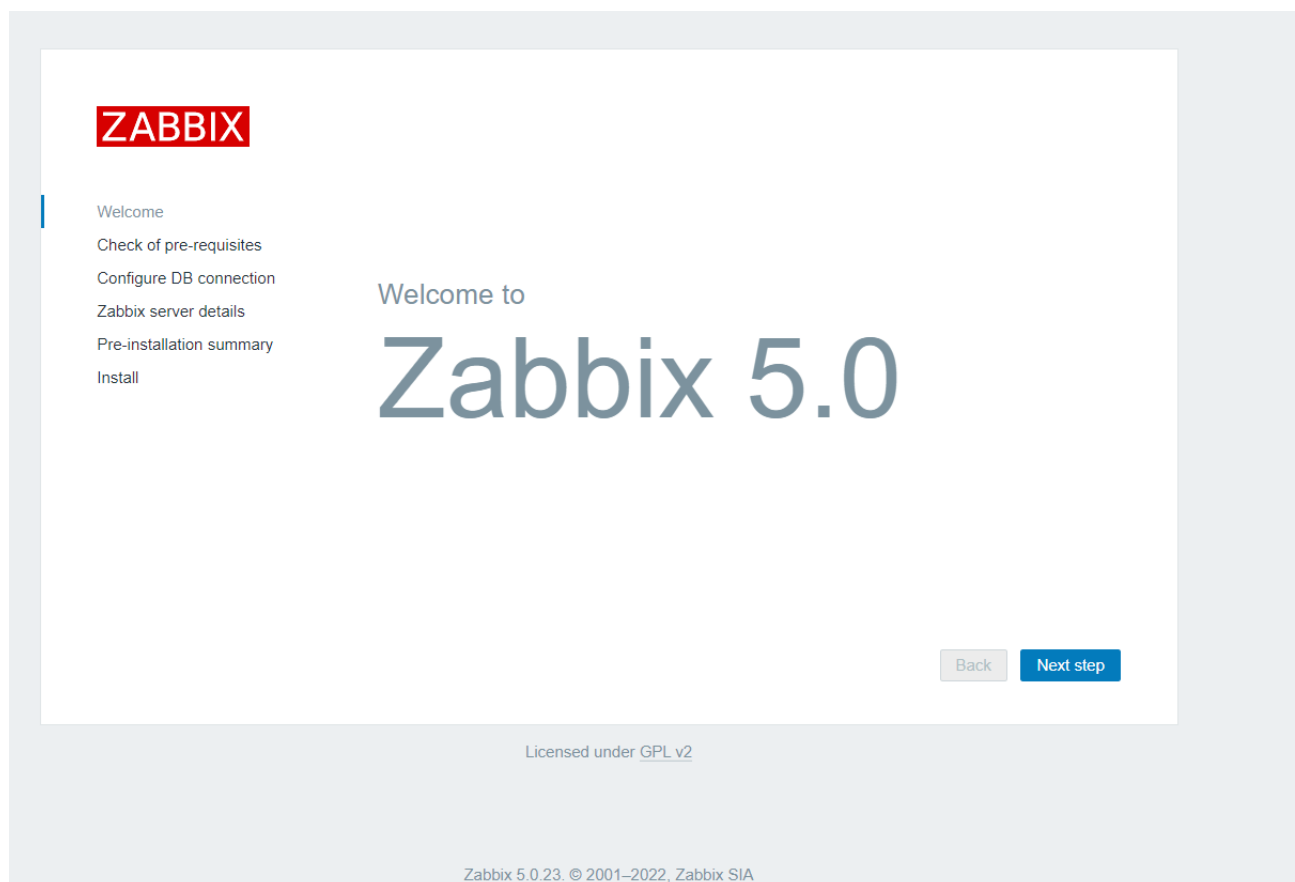 ZABBIX
Welcome
Check of pre-requisites
Configure DB connection
Zabbix server details
Pre-installation summary
Install
Welcome to
Zabbix 5.0
Back
Next step
Licensed under GPL v2
Zabbix 5.0.23. © 2001–2022, Zabbix SIA